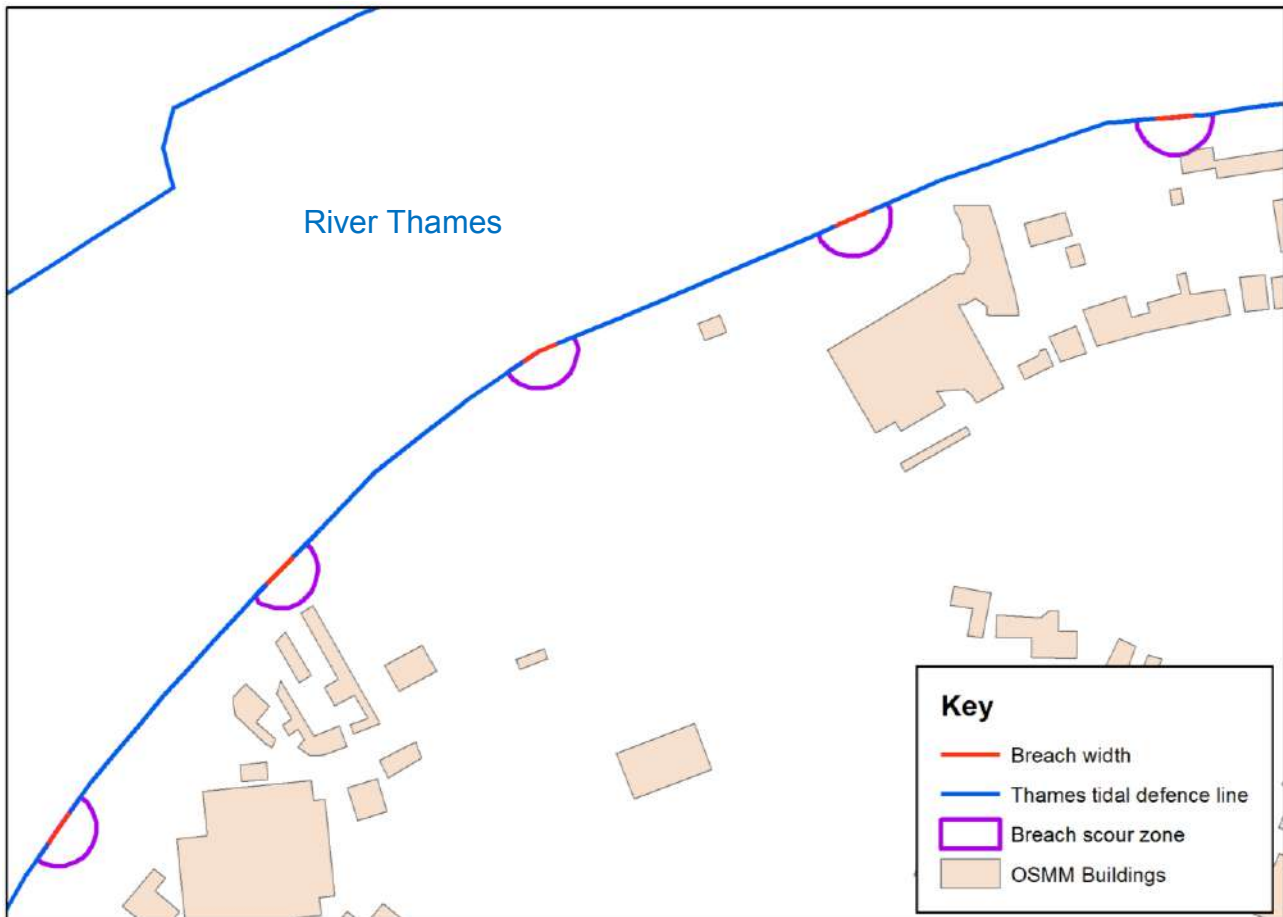 River Thames
Key
Breach width
Thames tidal defence line
Breach scour zone
OSMM Buildings